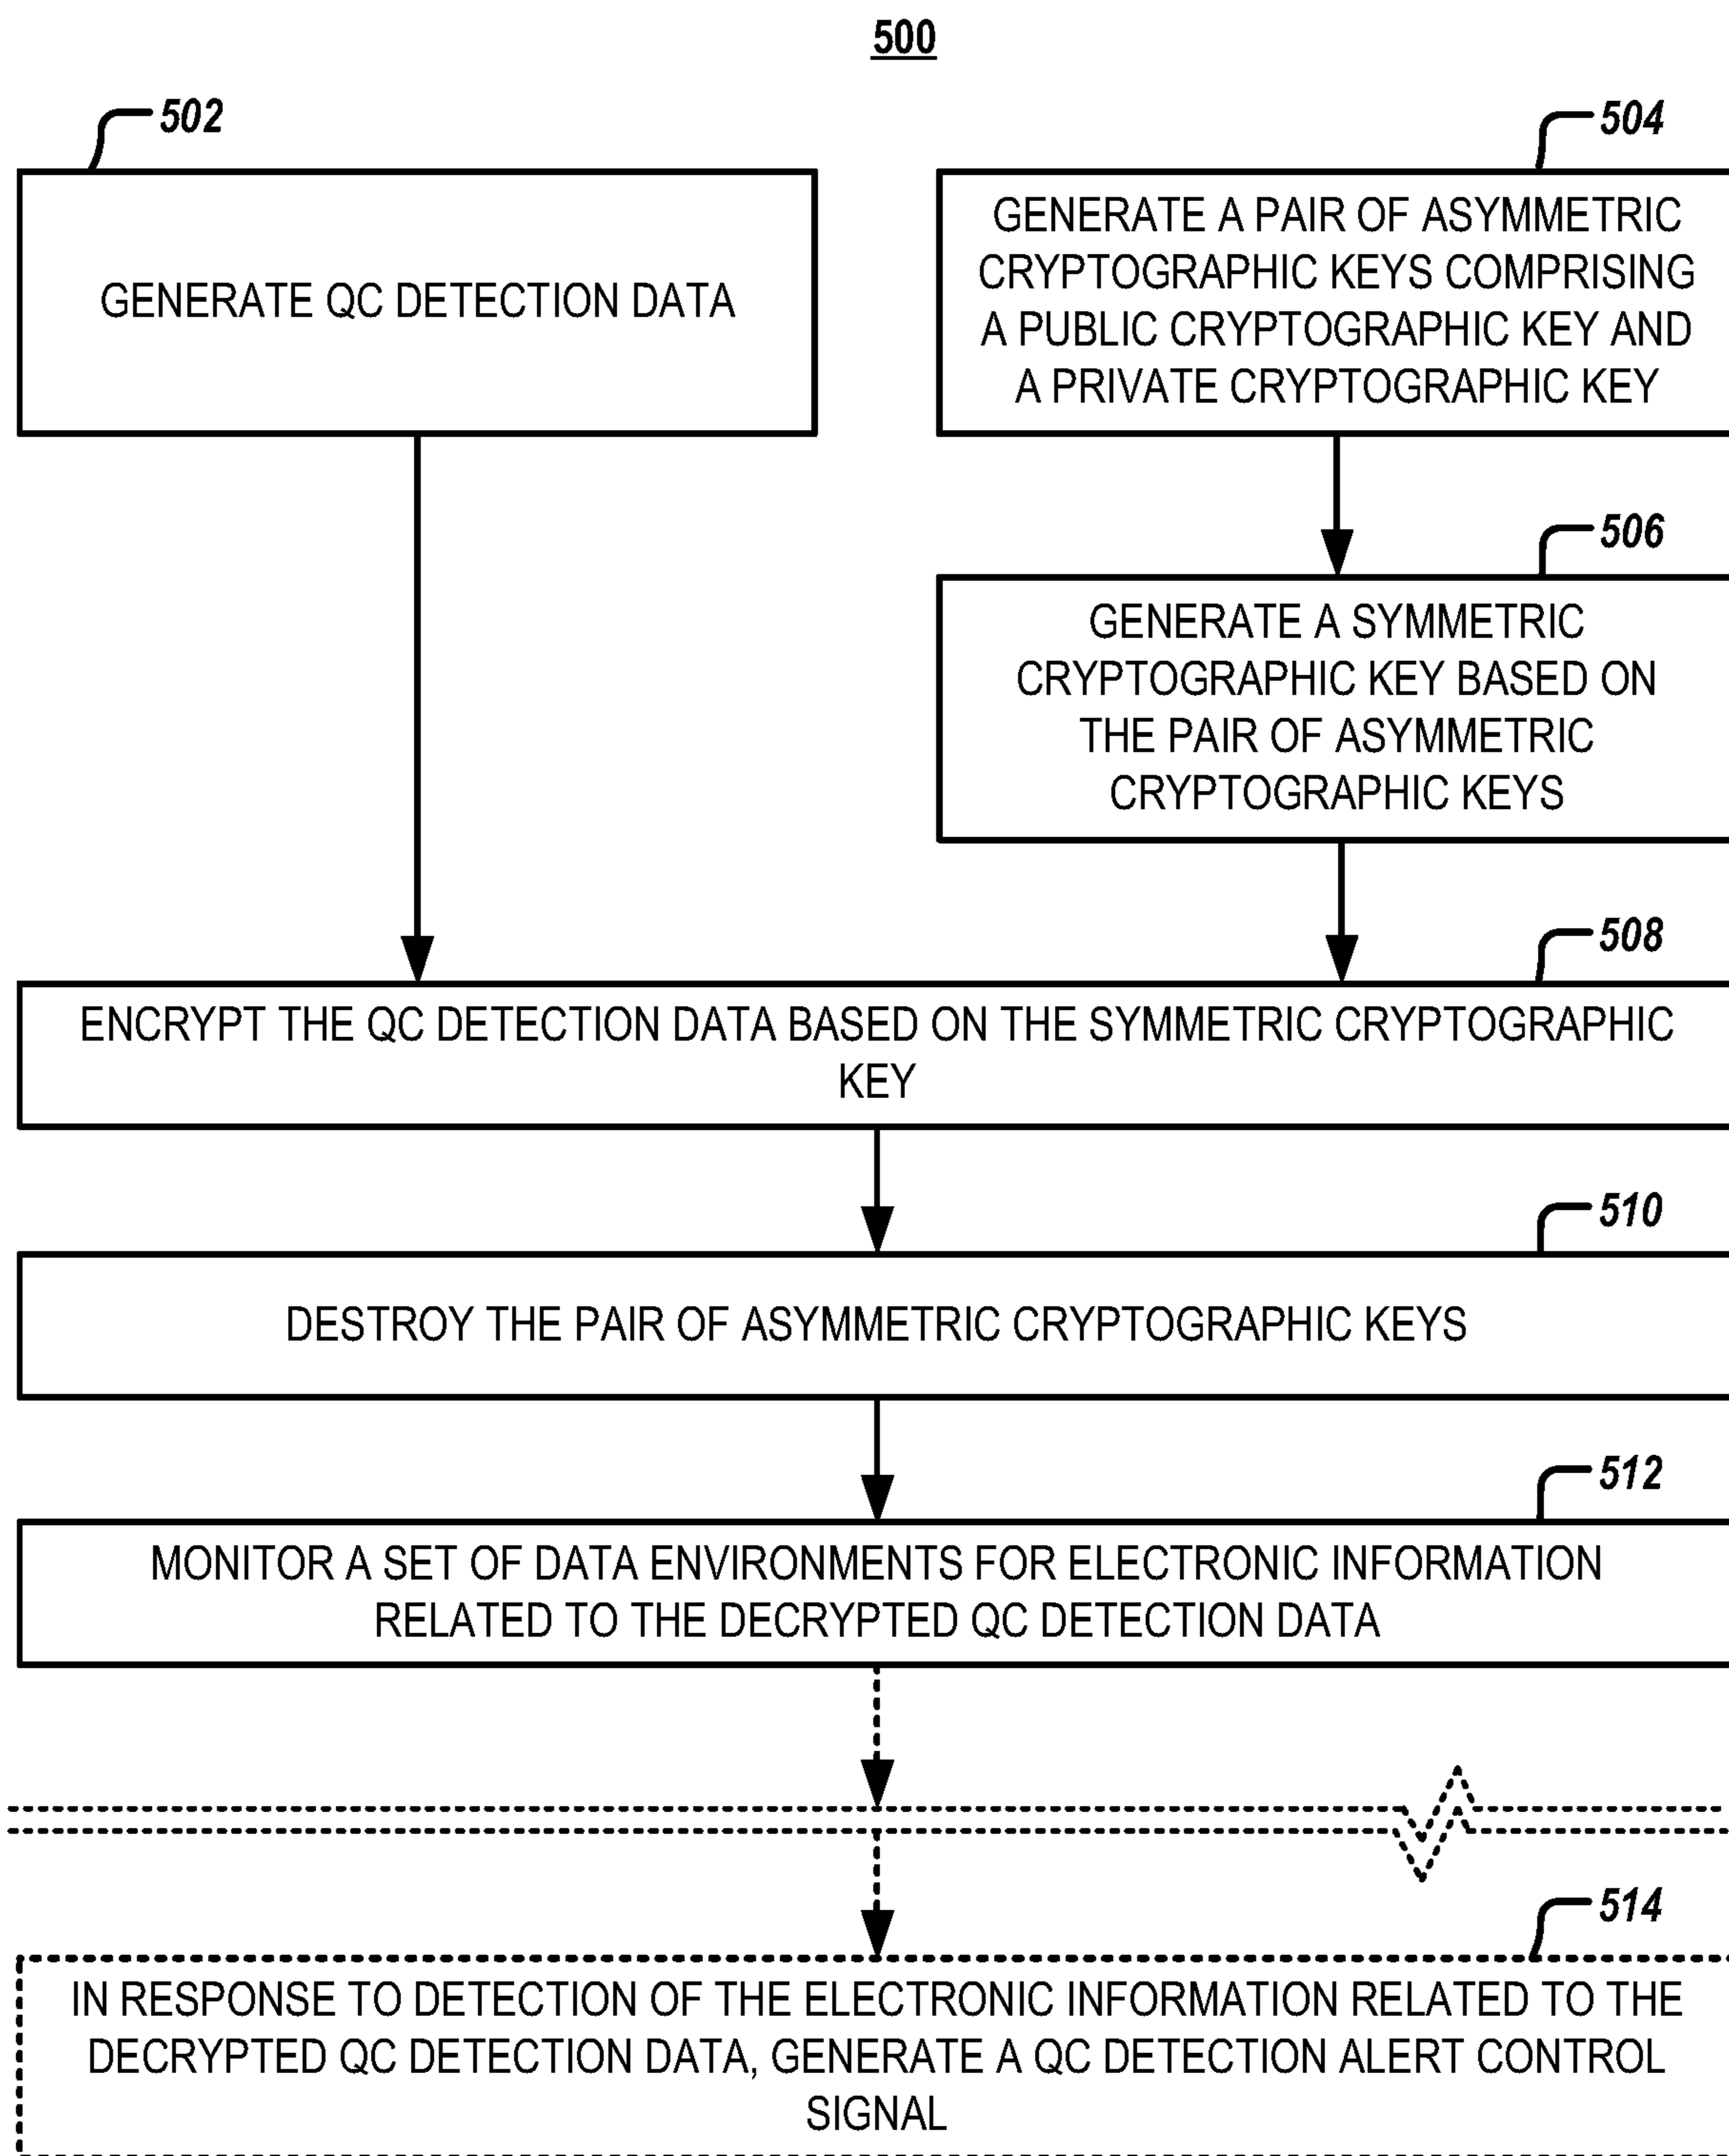 500
502
GENERATE QC DETECTION DATA
504
GENERATE A PAIR OF ASYMMETRIC
CRYPTOGRAPHIC KEYS COMPRISING
A PUBLIC CRYPTOGRAPHIC KEY AND
A PRIVATE CRYPTOGRAPHIC KEY
506
GENERATE A SYMMETRIC
CRYPTOGRAPHIC KEY BASED ON
THE PAIR OF ASYMMETRIC
CRYPTOGRAPHIC KEYS
508
ENCRYPT THE QC DETECTION DATA BASED ON THE SYMMETRIC CRYPTOGRAPHIC
KEY
510
DESTROY THE PAIR OF ASYMMETRIC CRYPTOGRAPHIC KEYS
512
MONITOR A SET OF DATA ENVIRONMENTS FOR ELECTRONIC INFORMATION
RELATED TO THE DECRYPTED QC DETECTION DATA
514
IN RESPONSE TO DETECTION OF THE ELECTRONIC INFORMATION RELATED TO THE
DECRYPTED QC DETECTION DATA, GENERATE A QC DETECTION ALERT CONTROL
SIGNAL